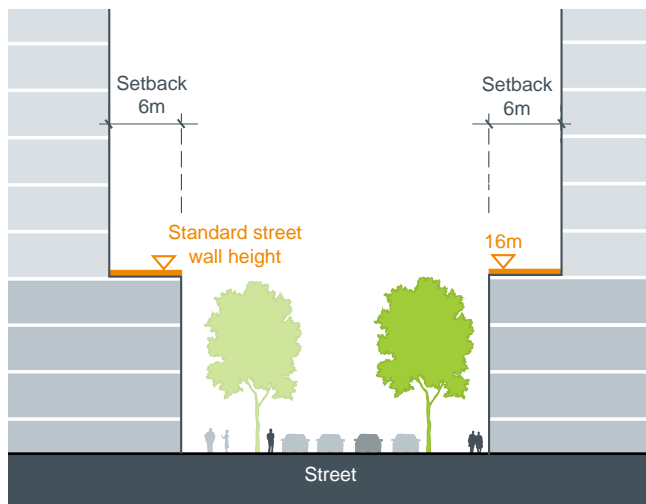 Setback
6m
Setback
6m
Standard street
wall height
16m
Street